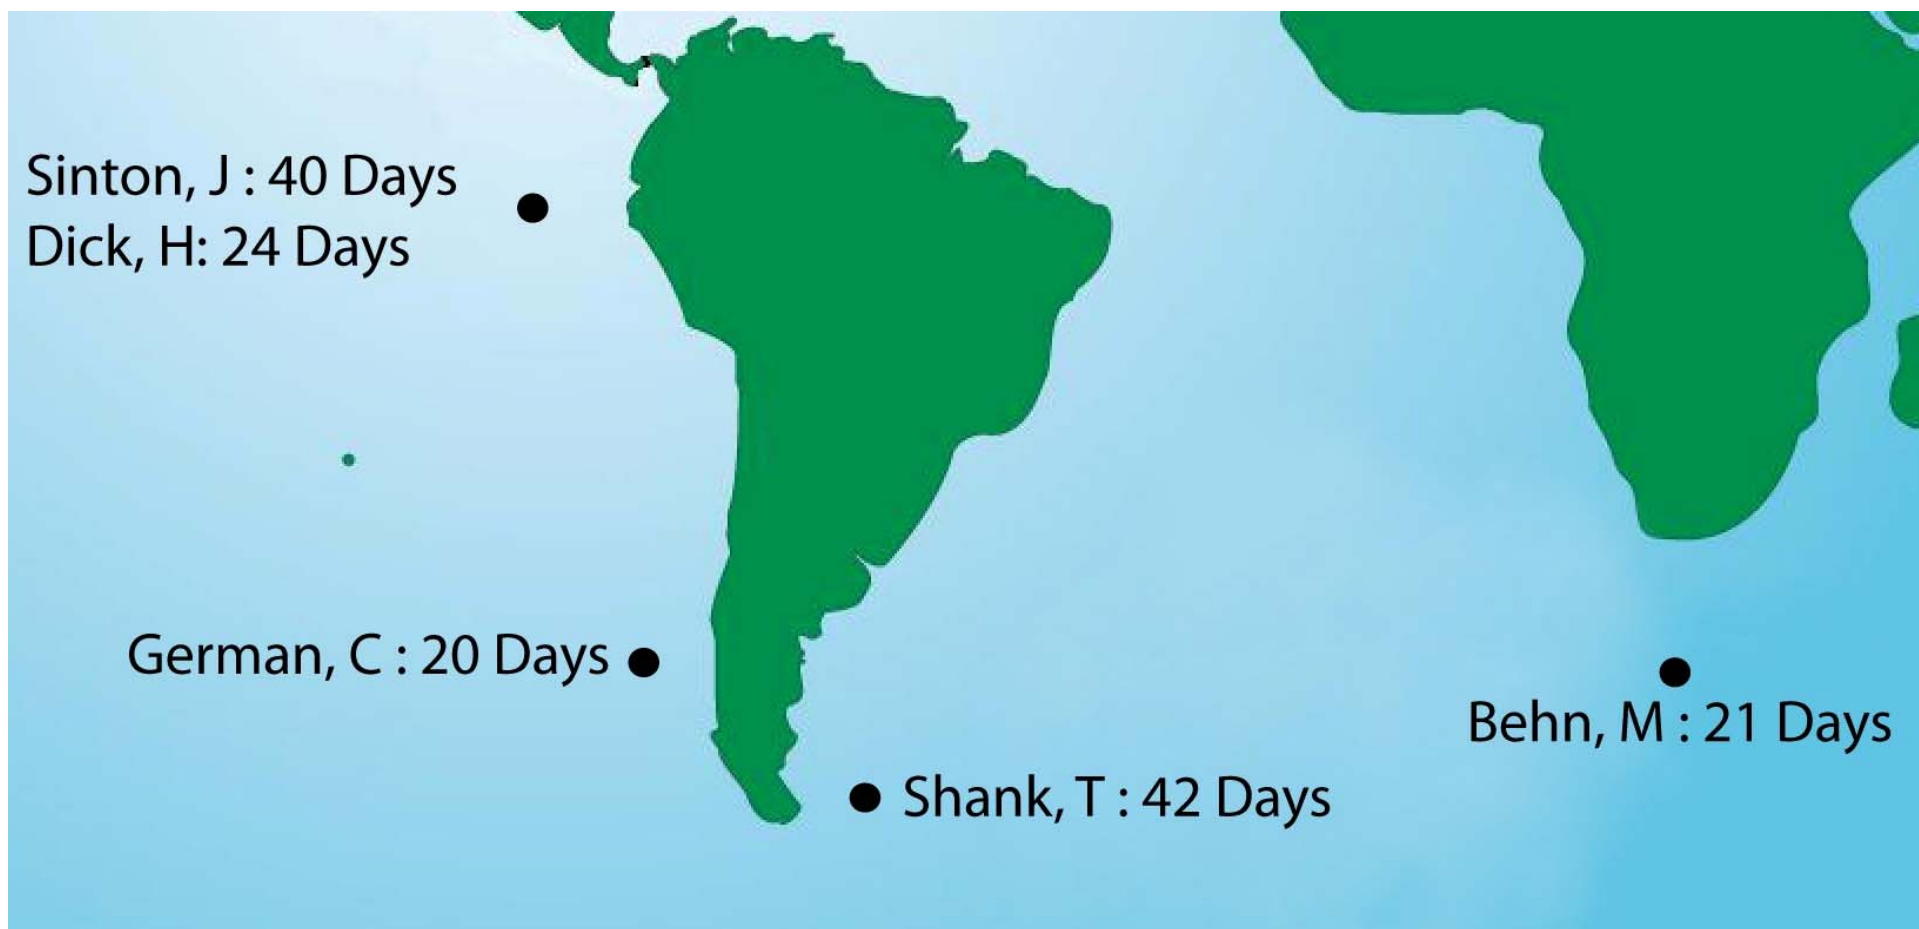 Sinton, J : 40 Days
Dick, H: 24 Days
German, C : 20 Days
Behn, M : 21 Days
Shank, T : 42 Days